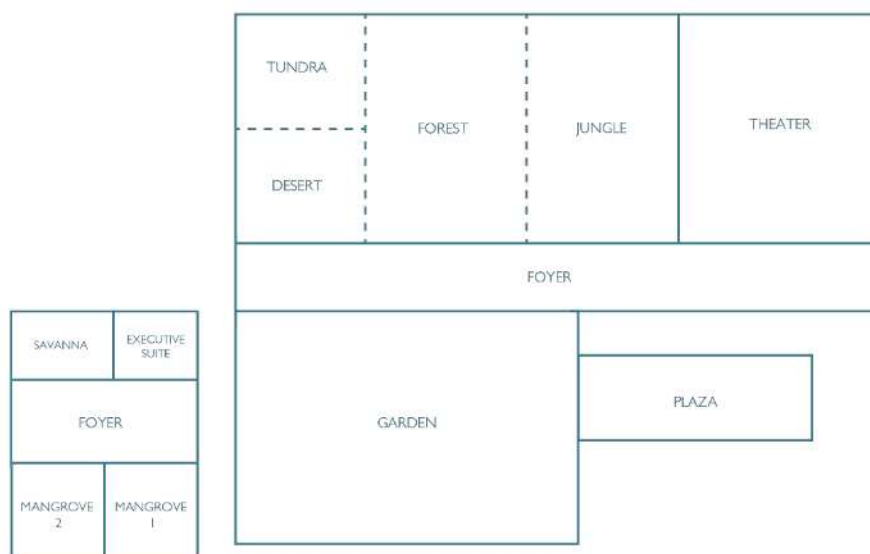 TUNDRA
FOREST
JUNGLE
THEATER
DESERT
FOYER
SAVANNA
EXECUTIVE
SUITE
FOYER
GARDEN
PLAZA
MANGROVE
2
MANGROVE
1